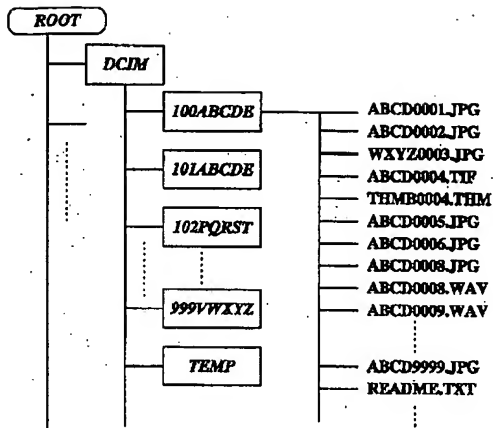 ROOT
DCIM
100ABCDE
101ABCDE
102PQRST
999VWXYZ
TEMP
ABCD0001.JPG
ABCD0002.JPG
WXYZ0003.JPG
ABCD0004.TIF
THMB0004.THM
ABCD0005.JPG
ABCD0006.JPG
ABCD0008.JPG
ABCD0008.WAV
ABCD0009.WAV
ABCD9999.JPG
README.TXT